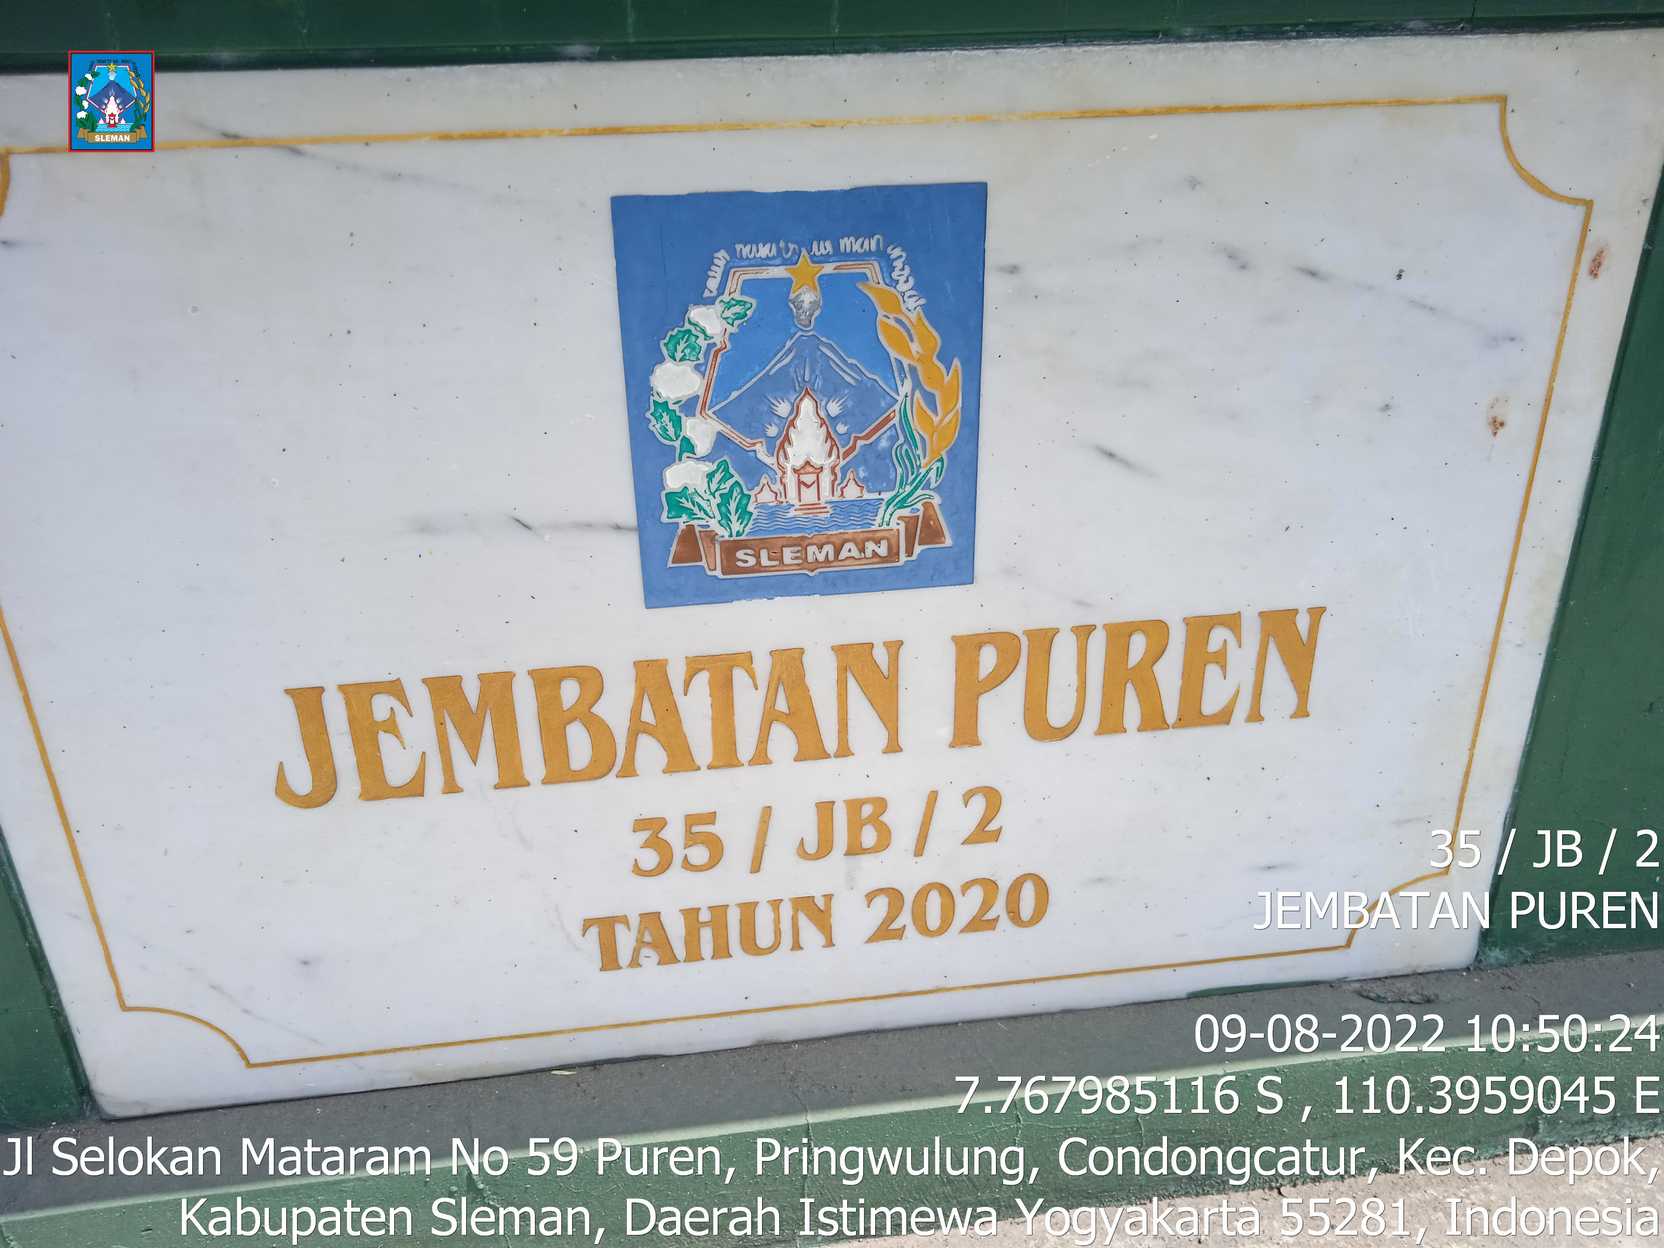 SLEMAN
SLEMAN
JEMBATAN PUREN
35 / JB / 2
TAHUN 2020
35 / JB / 2
JEMBATAN PUREN
09-08-2022 10:50:24
7.767985116 S , 110.3959045 E
Jl Selokan Mataram No 59 Puren, Pringwulung, Condongcatur, Kec. Depok,
Kabupaten Sleman, Daerah Istimewa Yogyakarta 55281, Indonesia